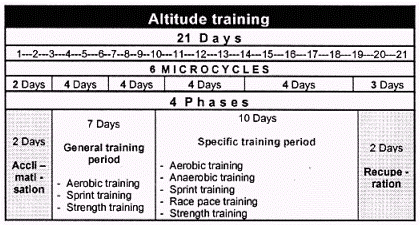 Altitude training
21 Days
1---2---3----4----5----6---7---8---9---10---11---12---13---14---15---16---17---18---19---20---21
6 MICROCYCLES
2 Days 4 Days 4 Days 4 Days 4 Days 3 Days
4 Phases
2 Days
Accli –
mati -
sation
7 Days
General training
period
- Aerobic training
- Sprint training
- Strength training
10 Days
Specific training period
- Aerobic training
- Anaerobic training
- Sprint training
- Race pace training
- Strength training
2 Days
Recupe -
ration